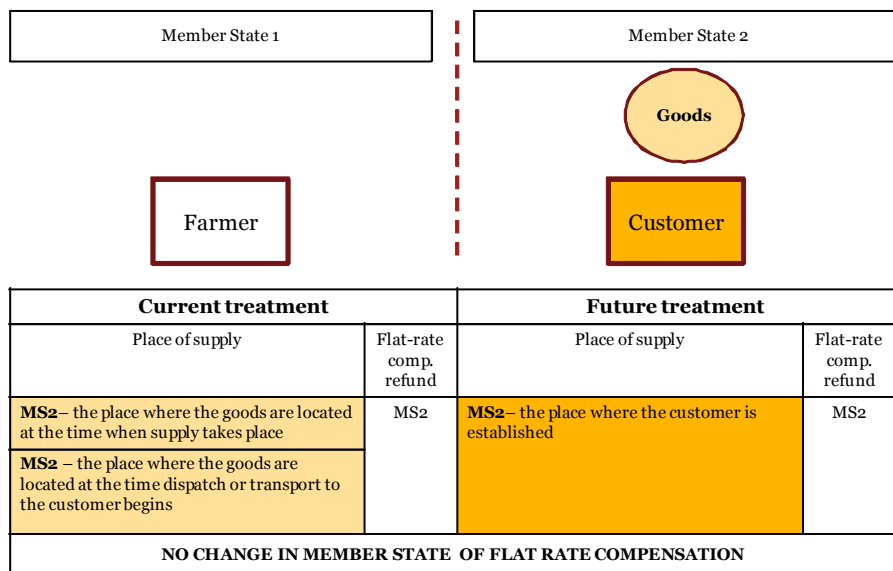 Member State 1
Member State 2
Goods
Farmer
Customer
Current treatment
Future treatment
Place of supply
Flat-rate
comp.
refund
Place of supply
Flat-rate
comp.
refund
MS2– the place where the goods are located
at the time when supply takes place
MS2
MS2– the place where the customer is
established
MS2
MS2 – the place where the goods are
located at the time dispatch or transport to
the customer begins
NO CHANGE IN MEMBER STATE OF FLAT RATE COMPENSATION